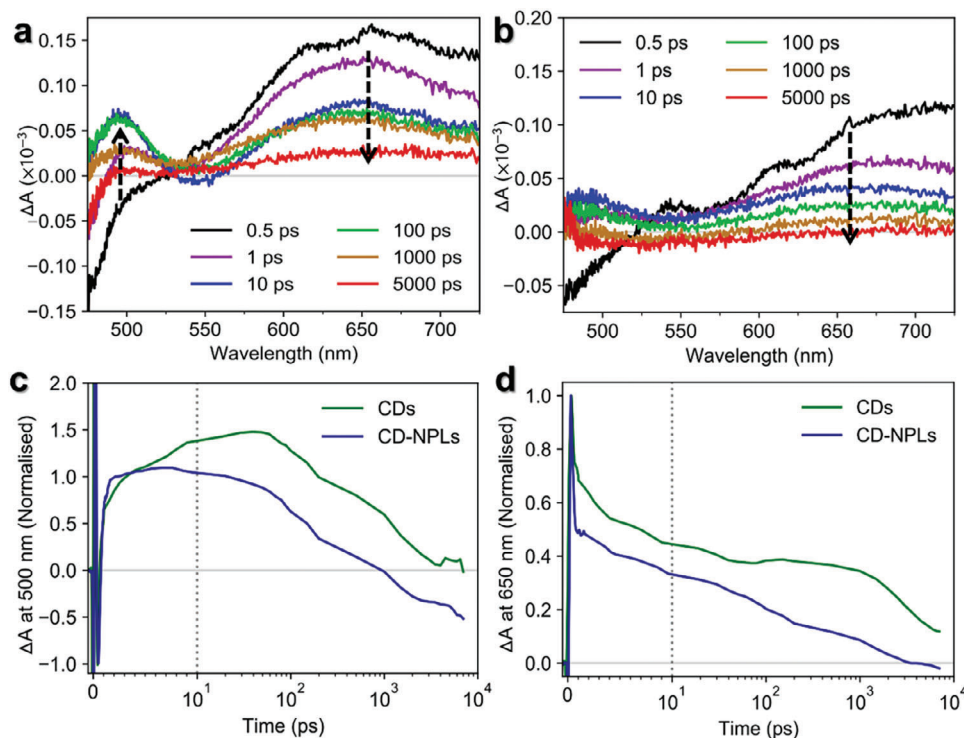 a
ΔA (×10⁻³)
0.15
0.10
0.05
0.00
−0.05
−0.10
−0.15
0.5 ps
1 ps
10 ps
100 ps
1000 ps
5000 ps
500 550 600 650 700
Wavelength (nm)
b
ΔA (×10⁻³)
0.20
0.15
0.10
0.05
0.00
−0.05
0.5 ps
1 ps
10 ps
100 ps
1000 ps
5000 ps
500 550 600 650 700
Wavelength (nm)
c
ΔA at 500 nm (Normalised)
2.0
1.5
1.0
0.5
0.0
−0.5
−1.0
CDs
CD-NPLs
0 10¹ 10² 10³ 10⁴
Time (ps)
d
ΔA at 650 nm (Normalised)
1.0
0.8
0.6
0.4
0.2
0.0
CDs
CD-NPLs
0 10¹ 10² 10³ 10⁴
Time (ps)